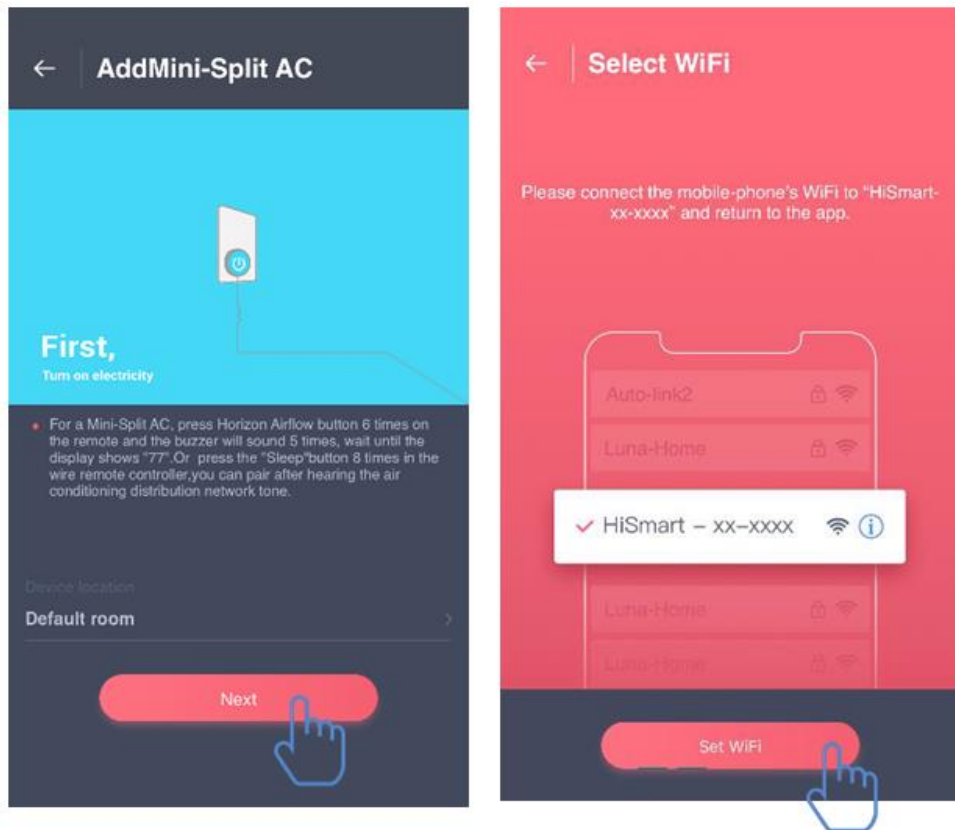 AddMini-Split AC
First,
Turn on electricity
For a Mini-Split AC, press Horizon Airflow button 6 times on
the remote and the buzzer will sound 5 times, wait until the
display shows "77".Or press the "Sleep"button 8 times in the
wire remote controller,you can pair after hearing the air
conditioning distribution network tone.
Device location
Default room
Next
Select WiFi
Please connect the mobile-phone's WiFi to "HiSmart-
xx-xxxx" and return to the app.
Auto-link2
Luna-Home
HiSmart – xx–xxxx
Luna-Home
Luna-Home
Set WiFi